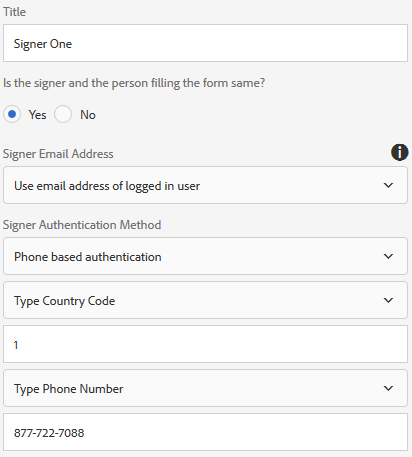 Title
Signer One
Is the signer and the person filling the form same?
Yes No
Signer Email Address
Use email address of logged in user
Signer Authentication Method
Phone based authentication
Type Country Code
1
Type Phone Number
877-722-7088